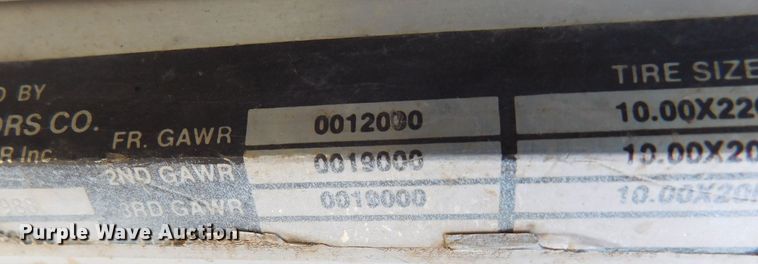 TIRE SIZE
D BY
ORS CO.
FR. GAWR 0012000 10.00X220
R Inc.
2ND GAWR 0019000 10.00X20
3RD GAWR 0019000 10.00X20
Purple Wave Auction